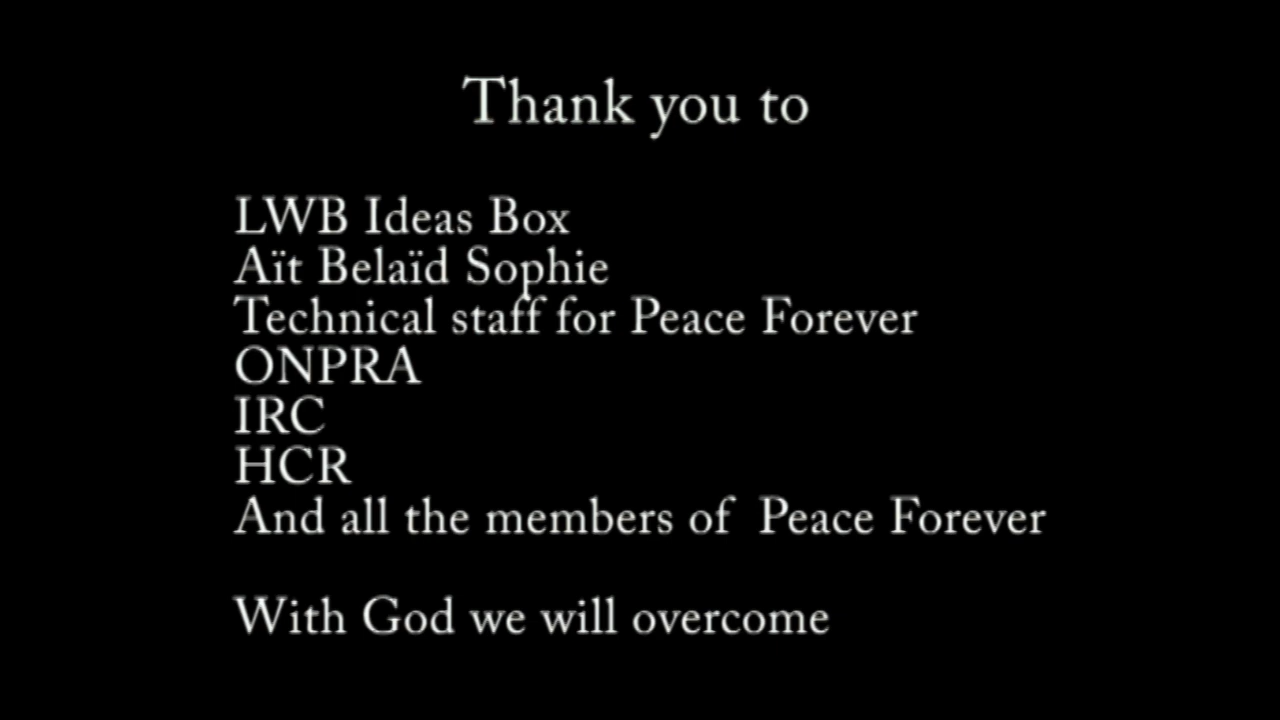 Thank you to
LWB Ideas Box
Aït Belaïd Sophie
Technical staff for Peace Forever
ONPRA
IRC
HCR
And all the members of  Peace Forever
With God we will overcome